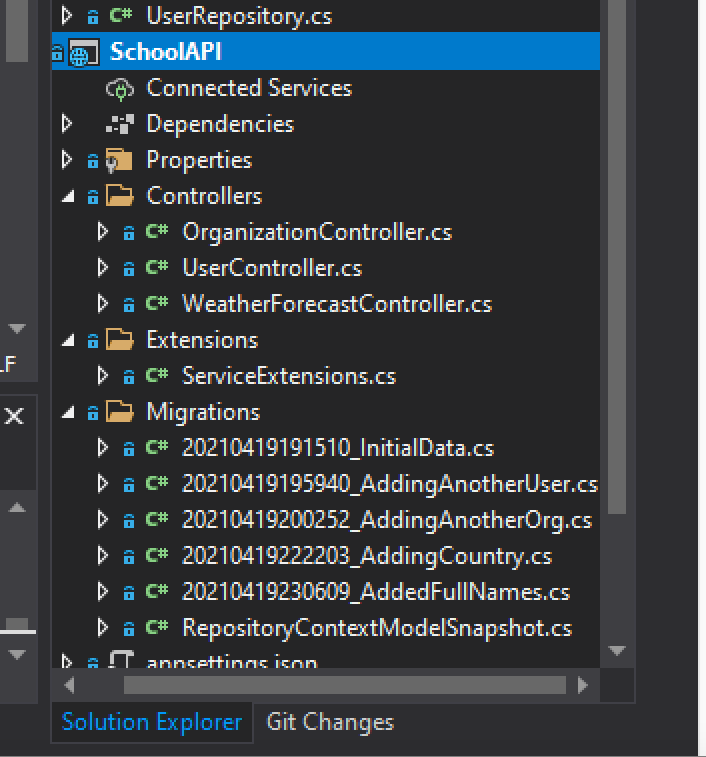 C# UserRepository.cs
SchoolAPI
Connected Services
Dependencies
Properties
Controllers
C# OrganizationController.cs
C# UserController.cs
C# WeatherForecastController.cs
Extensions
LF
C# ServiceExtensions.cs
Migrations
C# 20210419191510_InitialData.cs
C# 20210419195940_AddingAnotherUser.cs
C# 20210419200252_AddingAnotherOrg.cs
C# 20210419222203_AddingCountry.cs
C# 20210419230609_AddedFullNames.cs
C# RepositoryContextModelSnapshot.cs
appsettings.json
Solution Explorer Git Changes